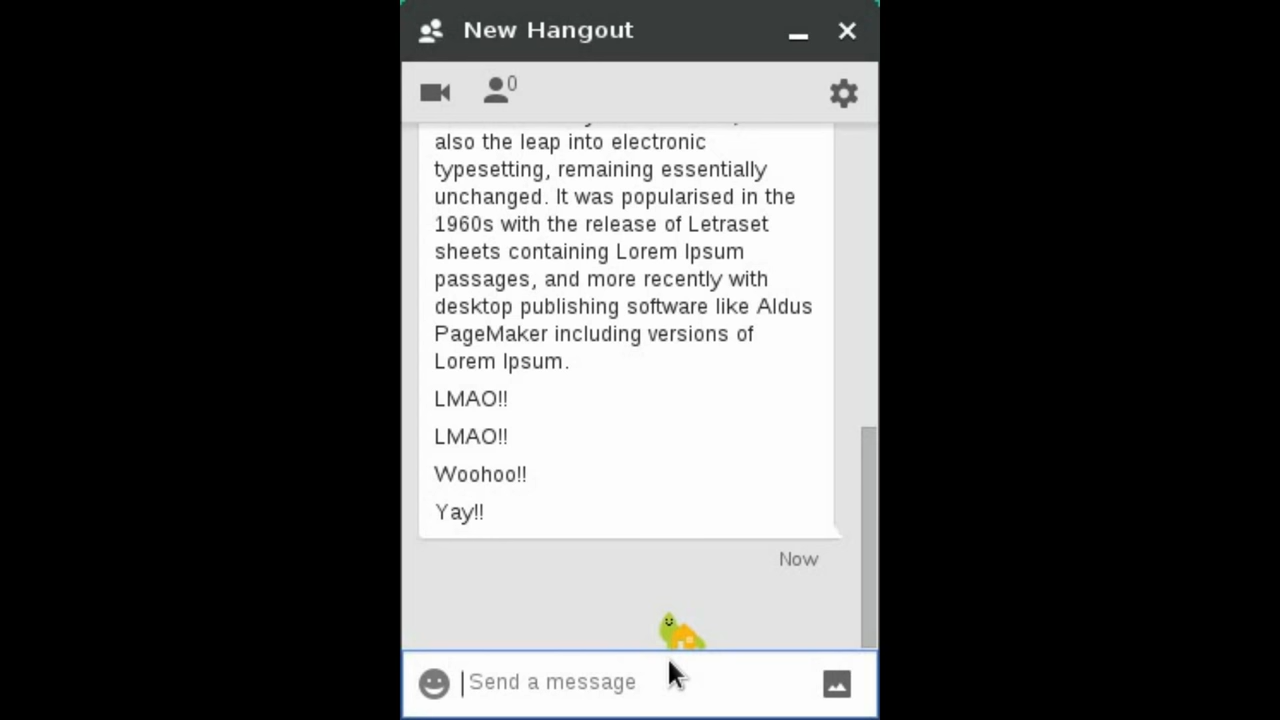 New Hangout
0
also the leap into electronic
typesetting, remaining essentially
unchanged. It was popularised in the
1960s with the release of Letraset
sheets containing Lorem Ipsum
passages, and more recently with
desktop publishing software like Aldus
PageMaker including versions of
Lorem Ipsum.
LMAO!!
LMAO!!
Woohoo!!
Yay!!
Now
Send a message